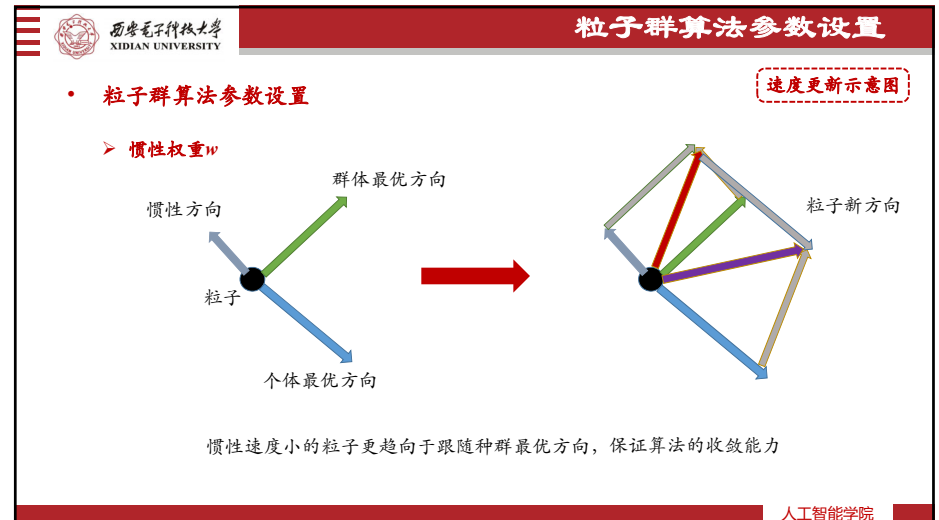 西安电子科技大学
XIDIAN UNIVERSITY
粒子群算法参数设置
• 粒子群算法参数设置
速度更新示意图
➢ 惯性权重w
群体最优方向
惯性方向
粒子新方向
粒子
个体最优方向
惯性速度小的粒子更趋向于跟随种群最优方向，保证算法的收敛能力
人工智能学院